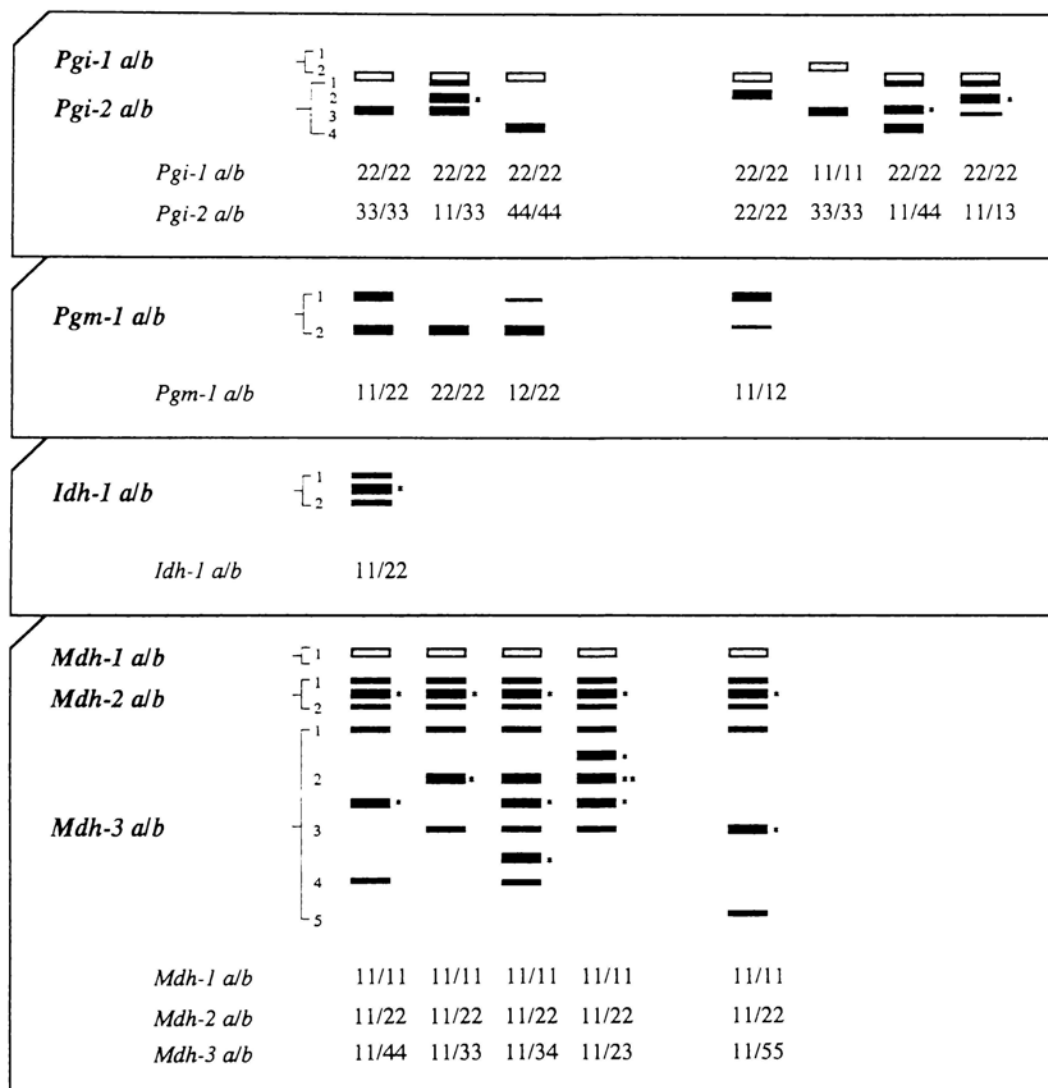 Pgi-1 a/b 1
2
1
2
Pgi-2 a/b 3
4
Pgi-1 a/b 22/22 22/22 22/22 22/22 11/11 22/22 22/22
Pgi-2 a/b 33/33 11/33 44/44 22/22 33/33 11/44 11/13
Pgm-1 a/b 1
2
Pgm-1 a/b 11/22 22/22 12/22 11/12
Idh-1 a/b 1
2
Idh-1 a/b 11/22
Mdh-1 a/b 1
Mdh-2 a/b 1
2
1
2
Mdh-3 a/b 3
4
5
Mdh-1 a/b 11/11 11/11 11/11 11/11 11/11
Mdh-2 a/b 11/22 11/22 11/22 11/22 11/22
Mdh-3 a/b 11/44 11/33 11/34 11/23 11/55